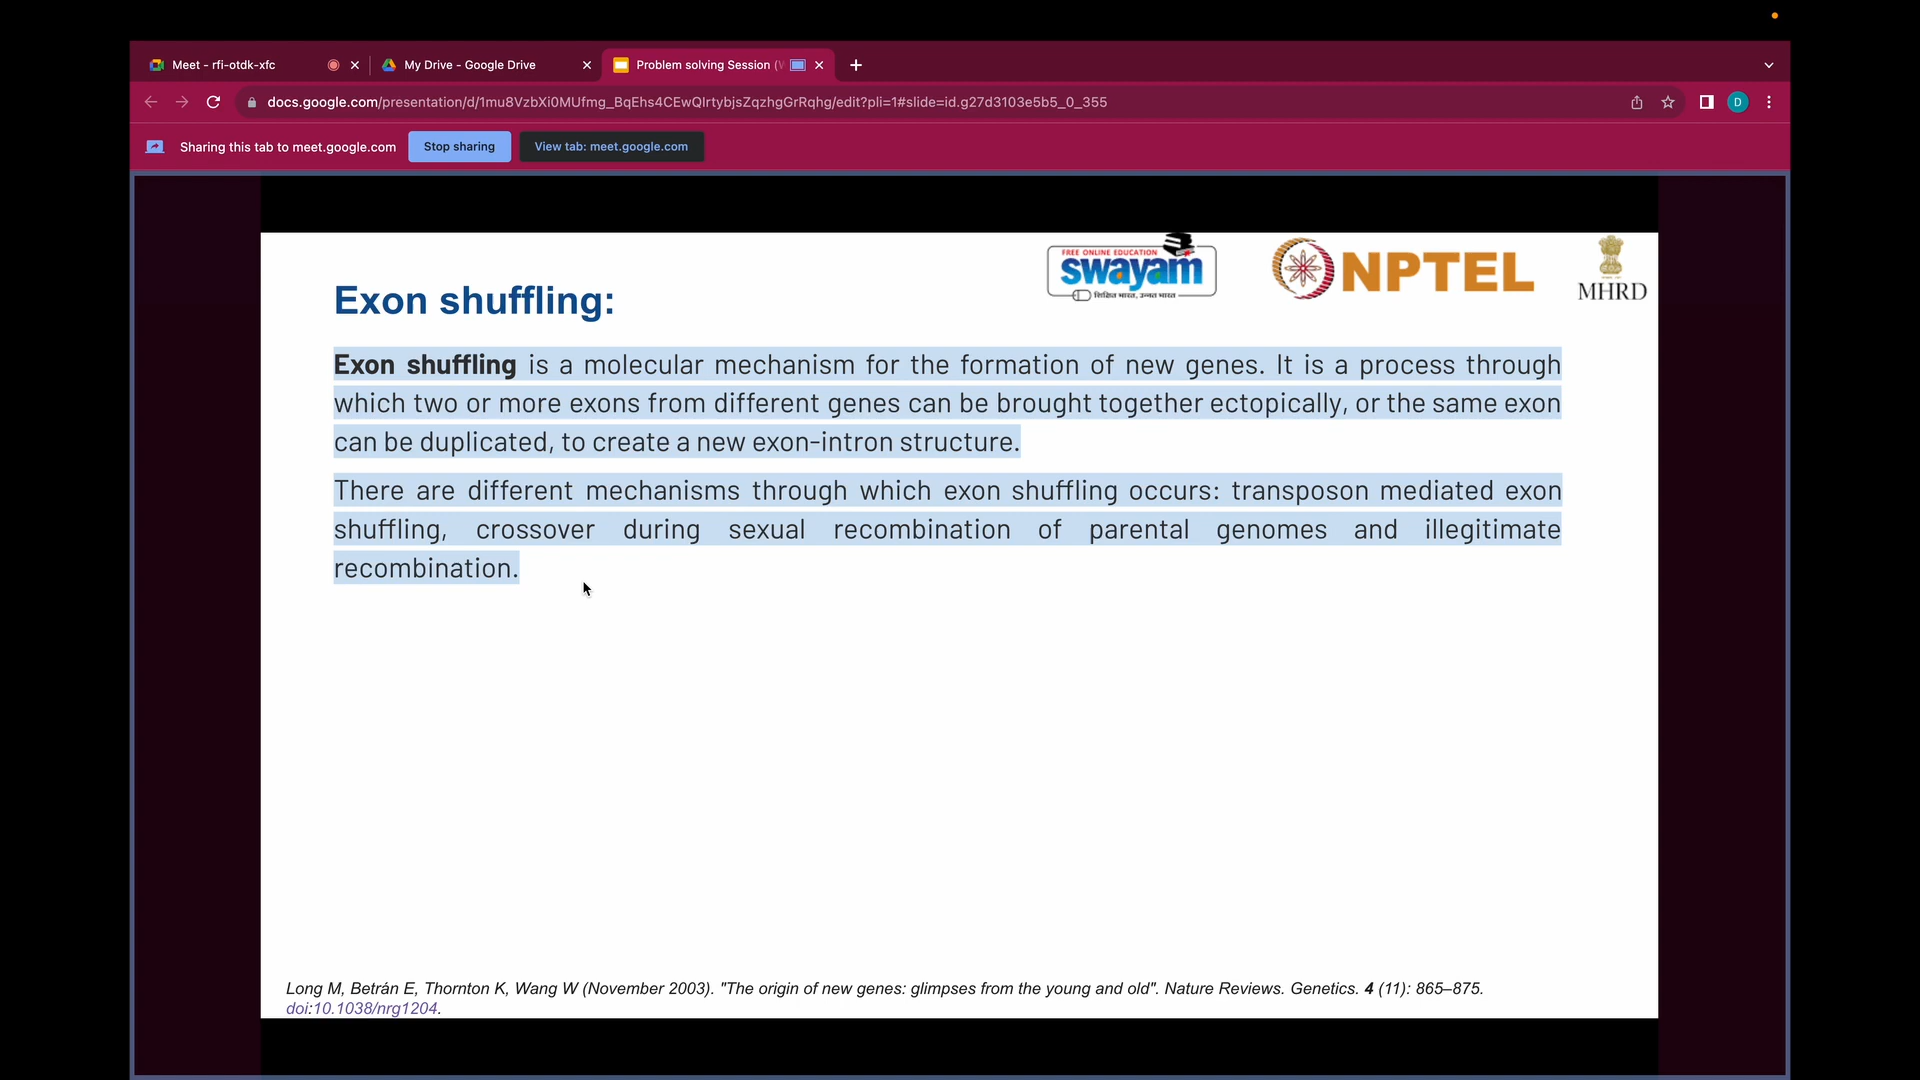 Meet - rfi-otdk-xfc
My Drive - Google Drive
Problem solving Session (
docs.google.com/presentation/d/1mu8VzbXi0MUfmg_BqEhs4CEwQIrtybjsZqzhgGrRqhg/edit?pli=1#slide=id.g27d3103e5b5_0_355
D
Sharing this tab to meet.google.com
Stop sharing
View tab: meet.google.com
FREE ONLINE EDUCATION
swayam
शिक्षित भारत, उन्नत भारत
NPTEL
MHRD
Exon shuffling:
Exon shuffling is a molecular mechanism for the formation of new genes. It is a process through
which two or more exons from different genes can be brought together ectopically, or the same exon
can be duplicated, to create a new exon-intron structure.
There are different mechanisms through which exon shuffling occurs: transposon mediated exon
shuffling, crossover during sexual recombination of parental genomes and illegitimate
recombination.
Long M, Betrán E, Thornton K, Wang W (November 2003). "The origin of new genes: glimpses from the young and old". Nature Reviews. Genetics. 4 (11): 865–875.
doi:10.1038/nrg1204.